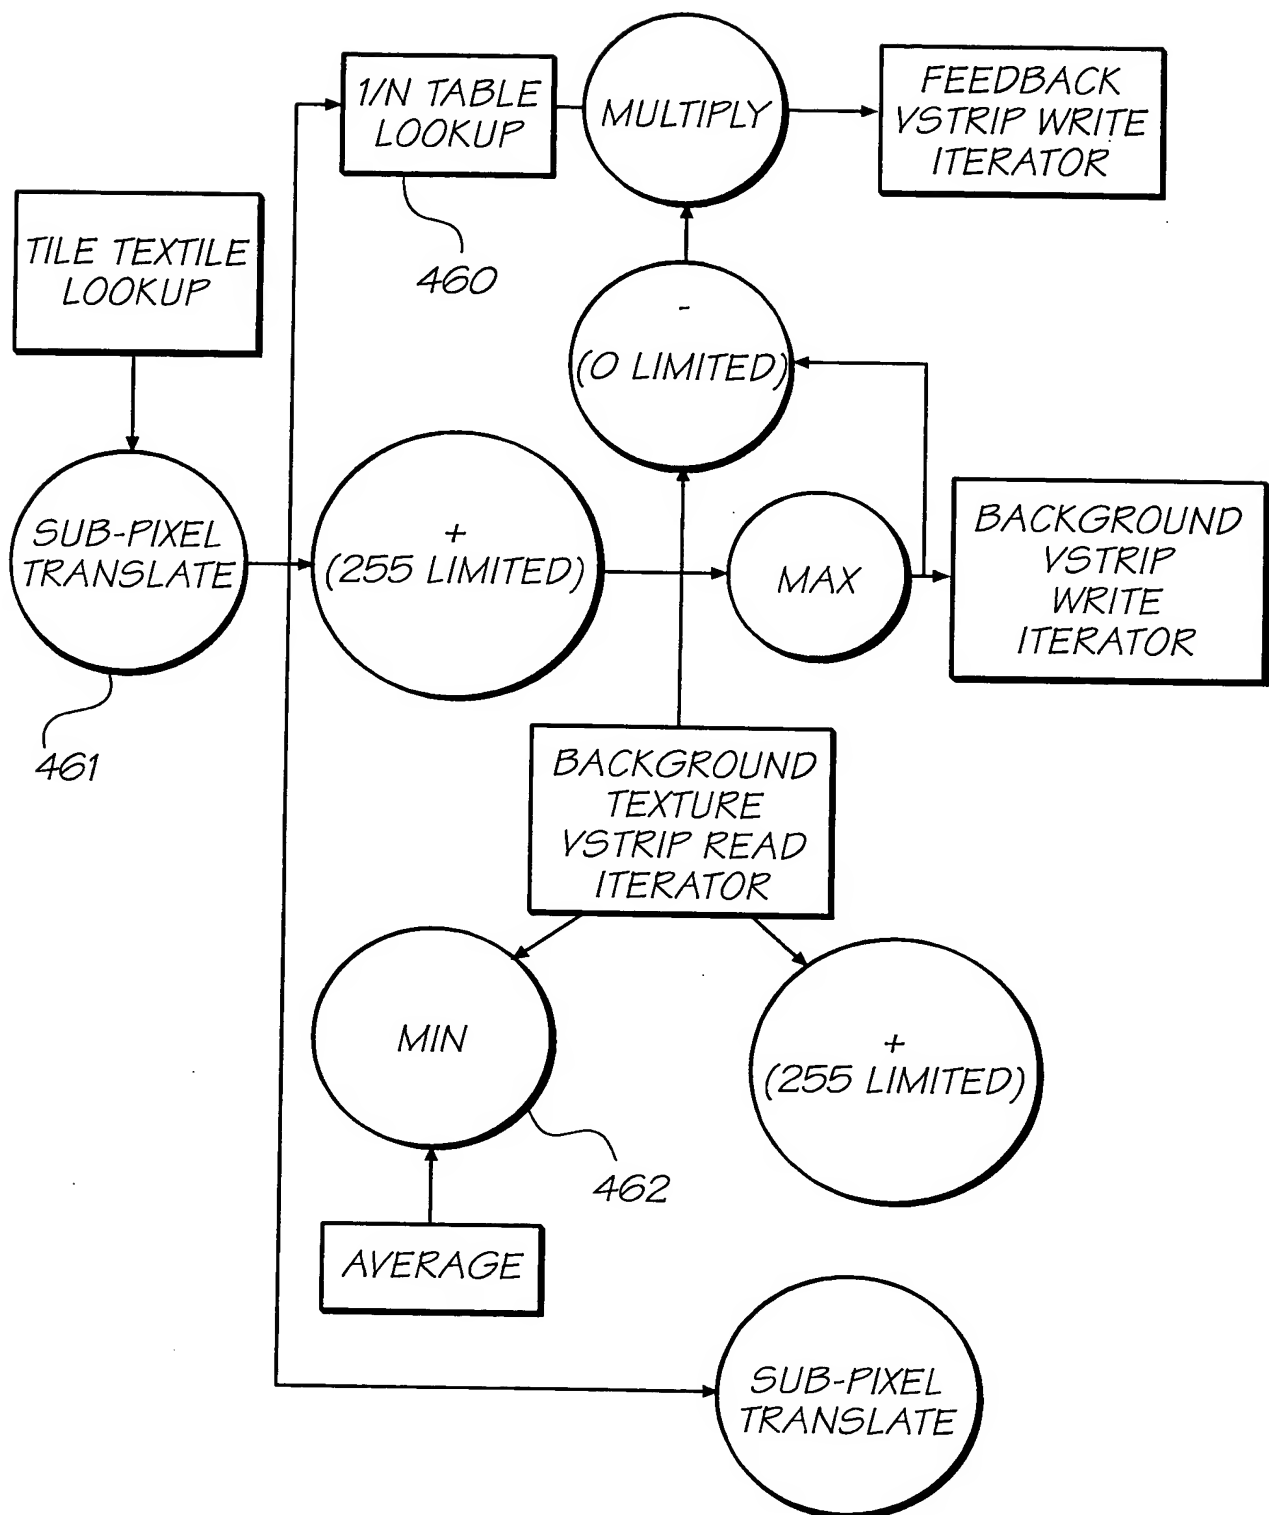 1/N TABLE
LOOKUP
MULTIPLY
FEEDBACK
VSTRIP WRITE
ITERATOR
460
TILE TEXTILE
LOOKUP
-
(0 LIMITED)
SUB-PIXEL
TRANSLATE
461
+
(255 LIMITED)
MAX
BACKGROUND
VSTRIP
WRITE
ITERATOR
BACKGROUND
TEXTURE
VSTRIP READ
ITERATOR
MIN
462
+
(255 LIMITED)
AVERAGE
SUB-PIXEL
TRANSLATE